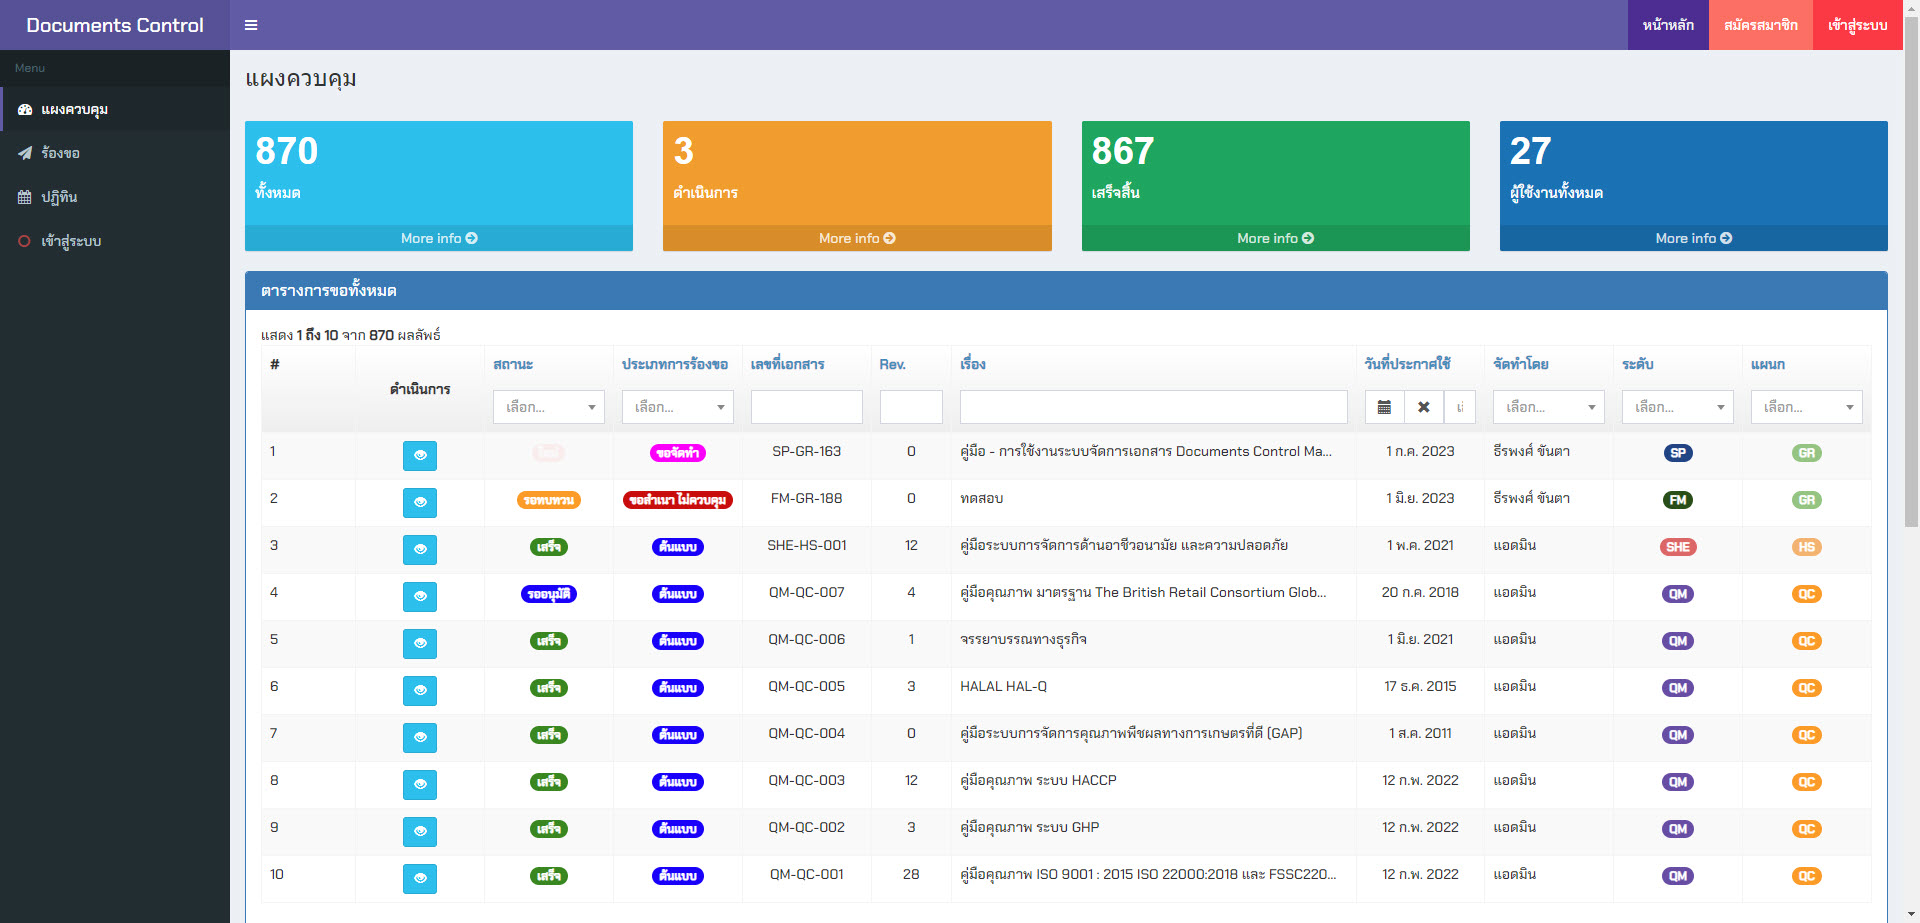 Documents Control
หน้าหลัก
สมัครสมาชิก
เข้าสู่ระบบ
Menu
แผงควบคุม
ร้องขอ
ปฏิทิน
เข้าสู่ระบบ
แผงควบคุม
870
ทั้งหมด
More info
3
ดำเนินการ
More info
867
เสร็จสิ้น
More info
27
ผู้ใช้งานทั้งหมด
More info
ตารางการขอทั้งหมด
แสดง 1 ถึง 10 จาก 870 ผลลัพธ์
# ดำเนินการ สถานะ ประเภทการร้องขอ เลขที่เอกสาร Rev. เรื่อง วันที่ประกาศใช้ จัดทำโดย ระดับ แผนก
เลือก... เลือก... เลือก... เลือก... เลือก...
1 ขอจัดทำ SP-GR-163 0 คู่มือ - การใช้งานระบบจัดการเอกสาร Documents Control Ma... 1 ก.ค. 2023 ธีรพงศ์ ขันตา SP GR
2 รอทบทวน ขอสำเนา ไม่ควบคุม FM-GR-188 0 ทดสอบ 1 มิ.ย. 2023 ธีรพงศ์ ขันตา FM GR
3 เสร็จ ต้นแบบ SHE-HS-001 12 คู่มือระบบการจัดการด้านอาชีวอนามัย และความปลอดภัย 1 พ.ค. 2021 แอดมิน SHE HS
4 รออนุมัติ ต้นแบบ QM-QC-007 4 คู่มือคุณภาพ มาตรฐาน The British Retail Consortium Glob... 20 ก.ค. 2018 แอดมิน QM QC
5 เสร็จ ต้นแบบ QM-QC-006 1 จรรยาบรรณทางธุรกิจ 1 มิ.ย. 2021 แอดมิน QM QC
6 เสร็จ ต้นแบบ QM-QC-005 3 HALAL HAL-Q 17 ธ.ค. 2015 แอดมิน QM QC
7 เสร็จ ต้นแบบ QM-QC-004 0 คู่มือระบบการจัดการคุณภาพพืชผลทางการเกษตรที่ดี (GAP) 1 ส.ค. 2011 แอดมิน QM QC
8 เสร็จ ต้นแบบ QM-QC-003 12 คู่มือคุณภาพ ระบบ HACCP 12 ก.พ. 2022 แอดมิน QM QC
9 เสร็จ ต้นแบบ QM-QC-002 3 คู่มือคุณภาพ ระบบ GHP 12 ก.พ. 2022 แอดมิน QM QC
10 เสร็จ ต้นแบบ QM-QC-001 28 คู่มือคุณภาพ ISO 9001 : 2015 ISO 22000:2018 และ FSSC220... 12 ก.พ. 2022 แอดมิน QM QC